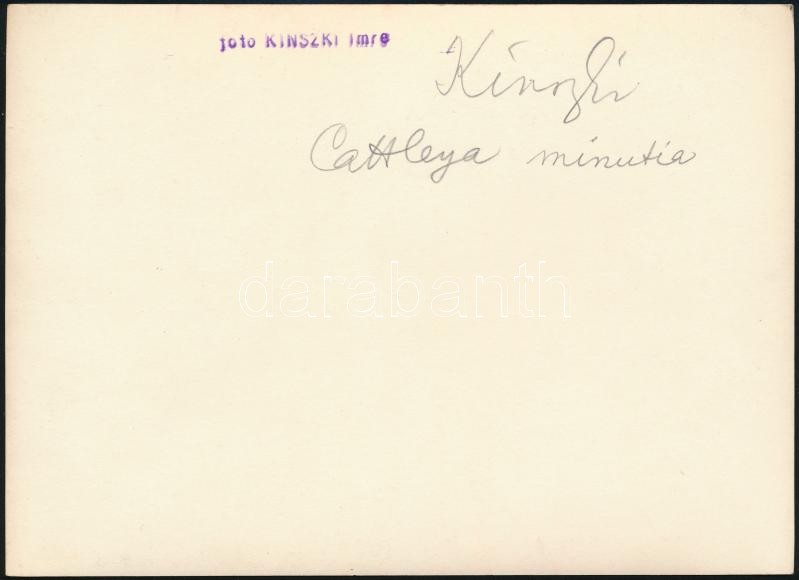 foto KINSZKI Imre
Kinszki
Cattleya minutia
darabanth